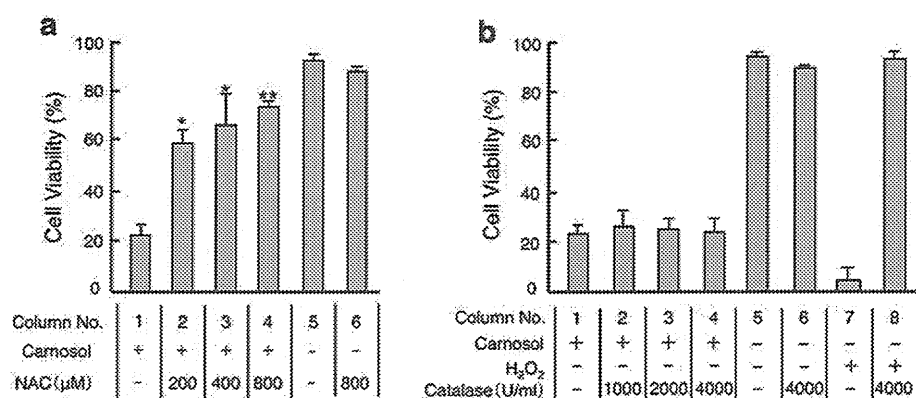 a
Cell Viability (%)
100
80
60
40
20
0
*
*
**
Column No. 1 2 3 4 5 6
Carnosol + + + + - -
NAC(µM) - 200 400 800 - 800
b
Cell Viability (%)
100
80
60
40
20
0
Column No. 1 2 3 4 5 6 7 8
Carnosol + + + + - - - -
H₂O₂ - - - - - - + +
Catalase (U/ml) - 1000 2000 4000 - 4000 - 4000